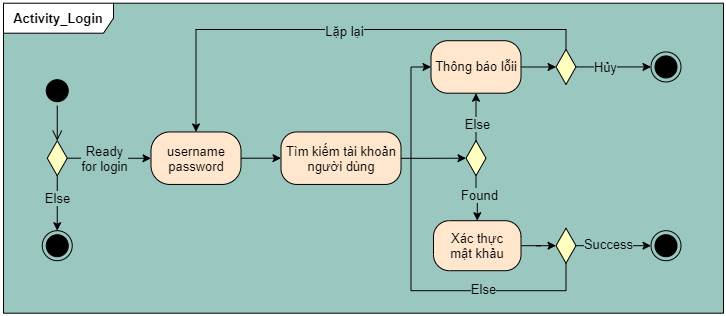 Activity_Login
Lặp lại
Thông báo lỗii
Hủy
Else
Ready
for login
username
password
Tìm kiếm tài khoản
người dùng
Else
Found
Xác thực
mật khẩu
Success
Else